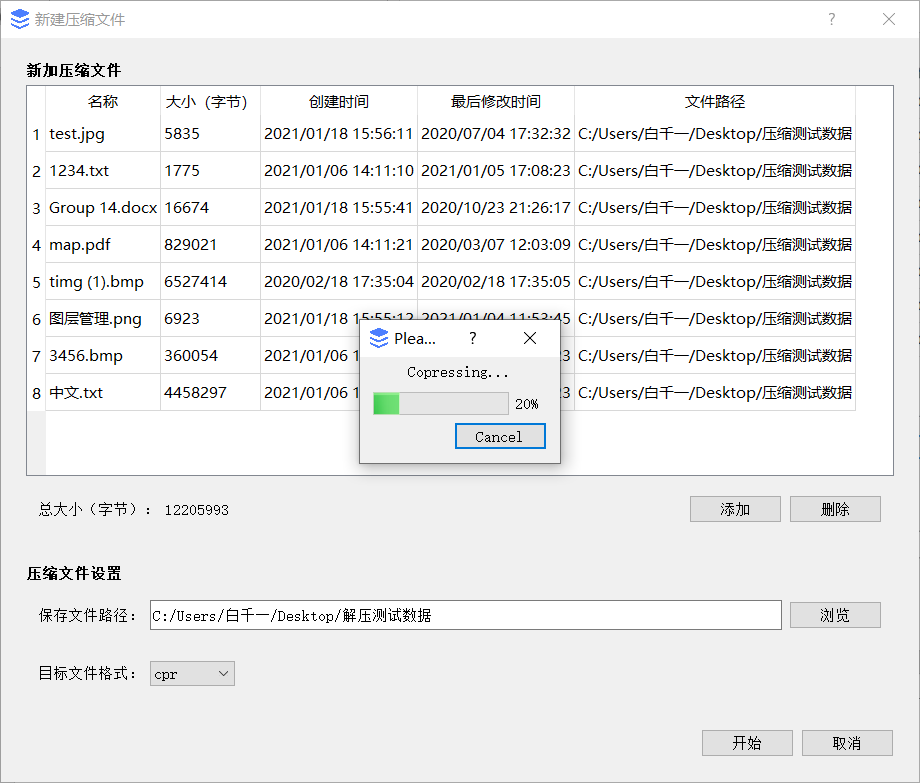 新建压缩文件
新加压缩文件
名称 大小（字节） 创建时间 最后修改时间 文件路径
1 test.jpg 5835 2021/01/18 15:56:11 2020/07/04 17:32:32 C:/Users/白千一/Desktop/压缩测试数据
2 1234.txt 1775 2021/01/06 14:11:10 2021/01/05 17:08:23 C:/Users/白千一/Desktop/压缩测试数据
3 Group 14.docx 16674 2021/01/18 15:55:41 2020/10/23 21:26:17 C:/Users/白千一/Desktop/压缩测试数据
4 map.pdf 829021 2021/01/06 14:11:21 2020/03/07 12:03:09 C:/Users/白千一/Desktop/压缩测试数据
5 timg (1).bmp 6527414 2020/02/18 17:35:04 2020/02/18 17:35:05 C:/Users/白千一/Desktop/压缩测试数据
6 图层管理.png 6923 2021/01/18 15:55:12 2021/01/04 11:53:45 C:/Users/白千一/Desktop/压缩测试数据
7 3456.bmp 360054 2021/01/06 1 23 C:/Users/白千一/Desktop/压缩测试数据
8 中文.txt 4458297 2021/01/06 1 23 C:/Users/白千一/Desktop/压缩测试数据
Plea... ?
Copressing...
20%
Cancel
总大小（字节）： 12205993 添加 删除
压缩文件设置
保存文件路径： C:/Users/白千一/Desktop/解压测试数据 浏览
目标文件格式： cpr
开始 取消